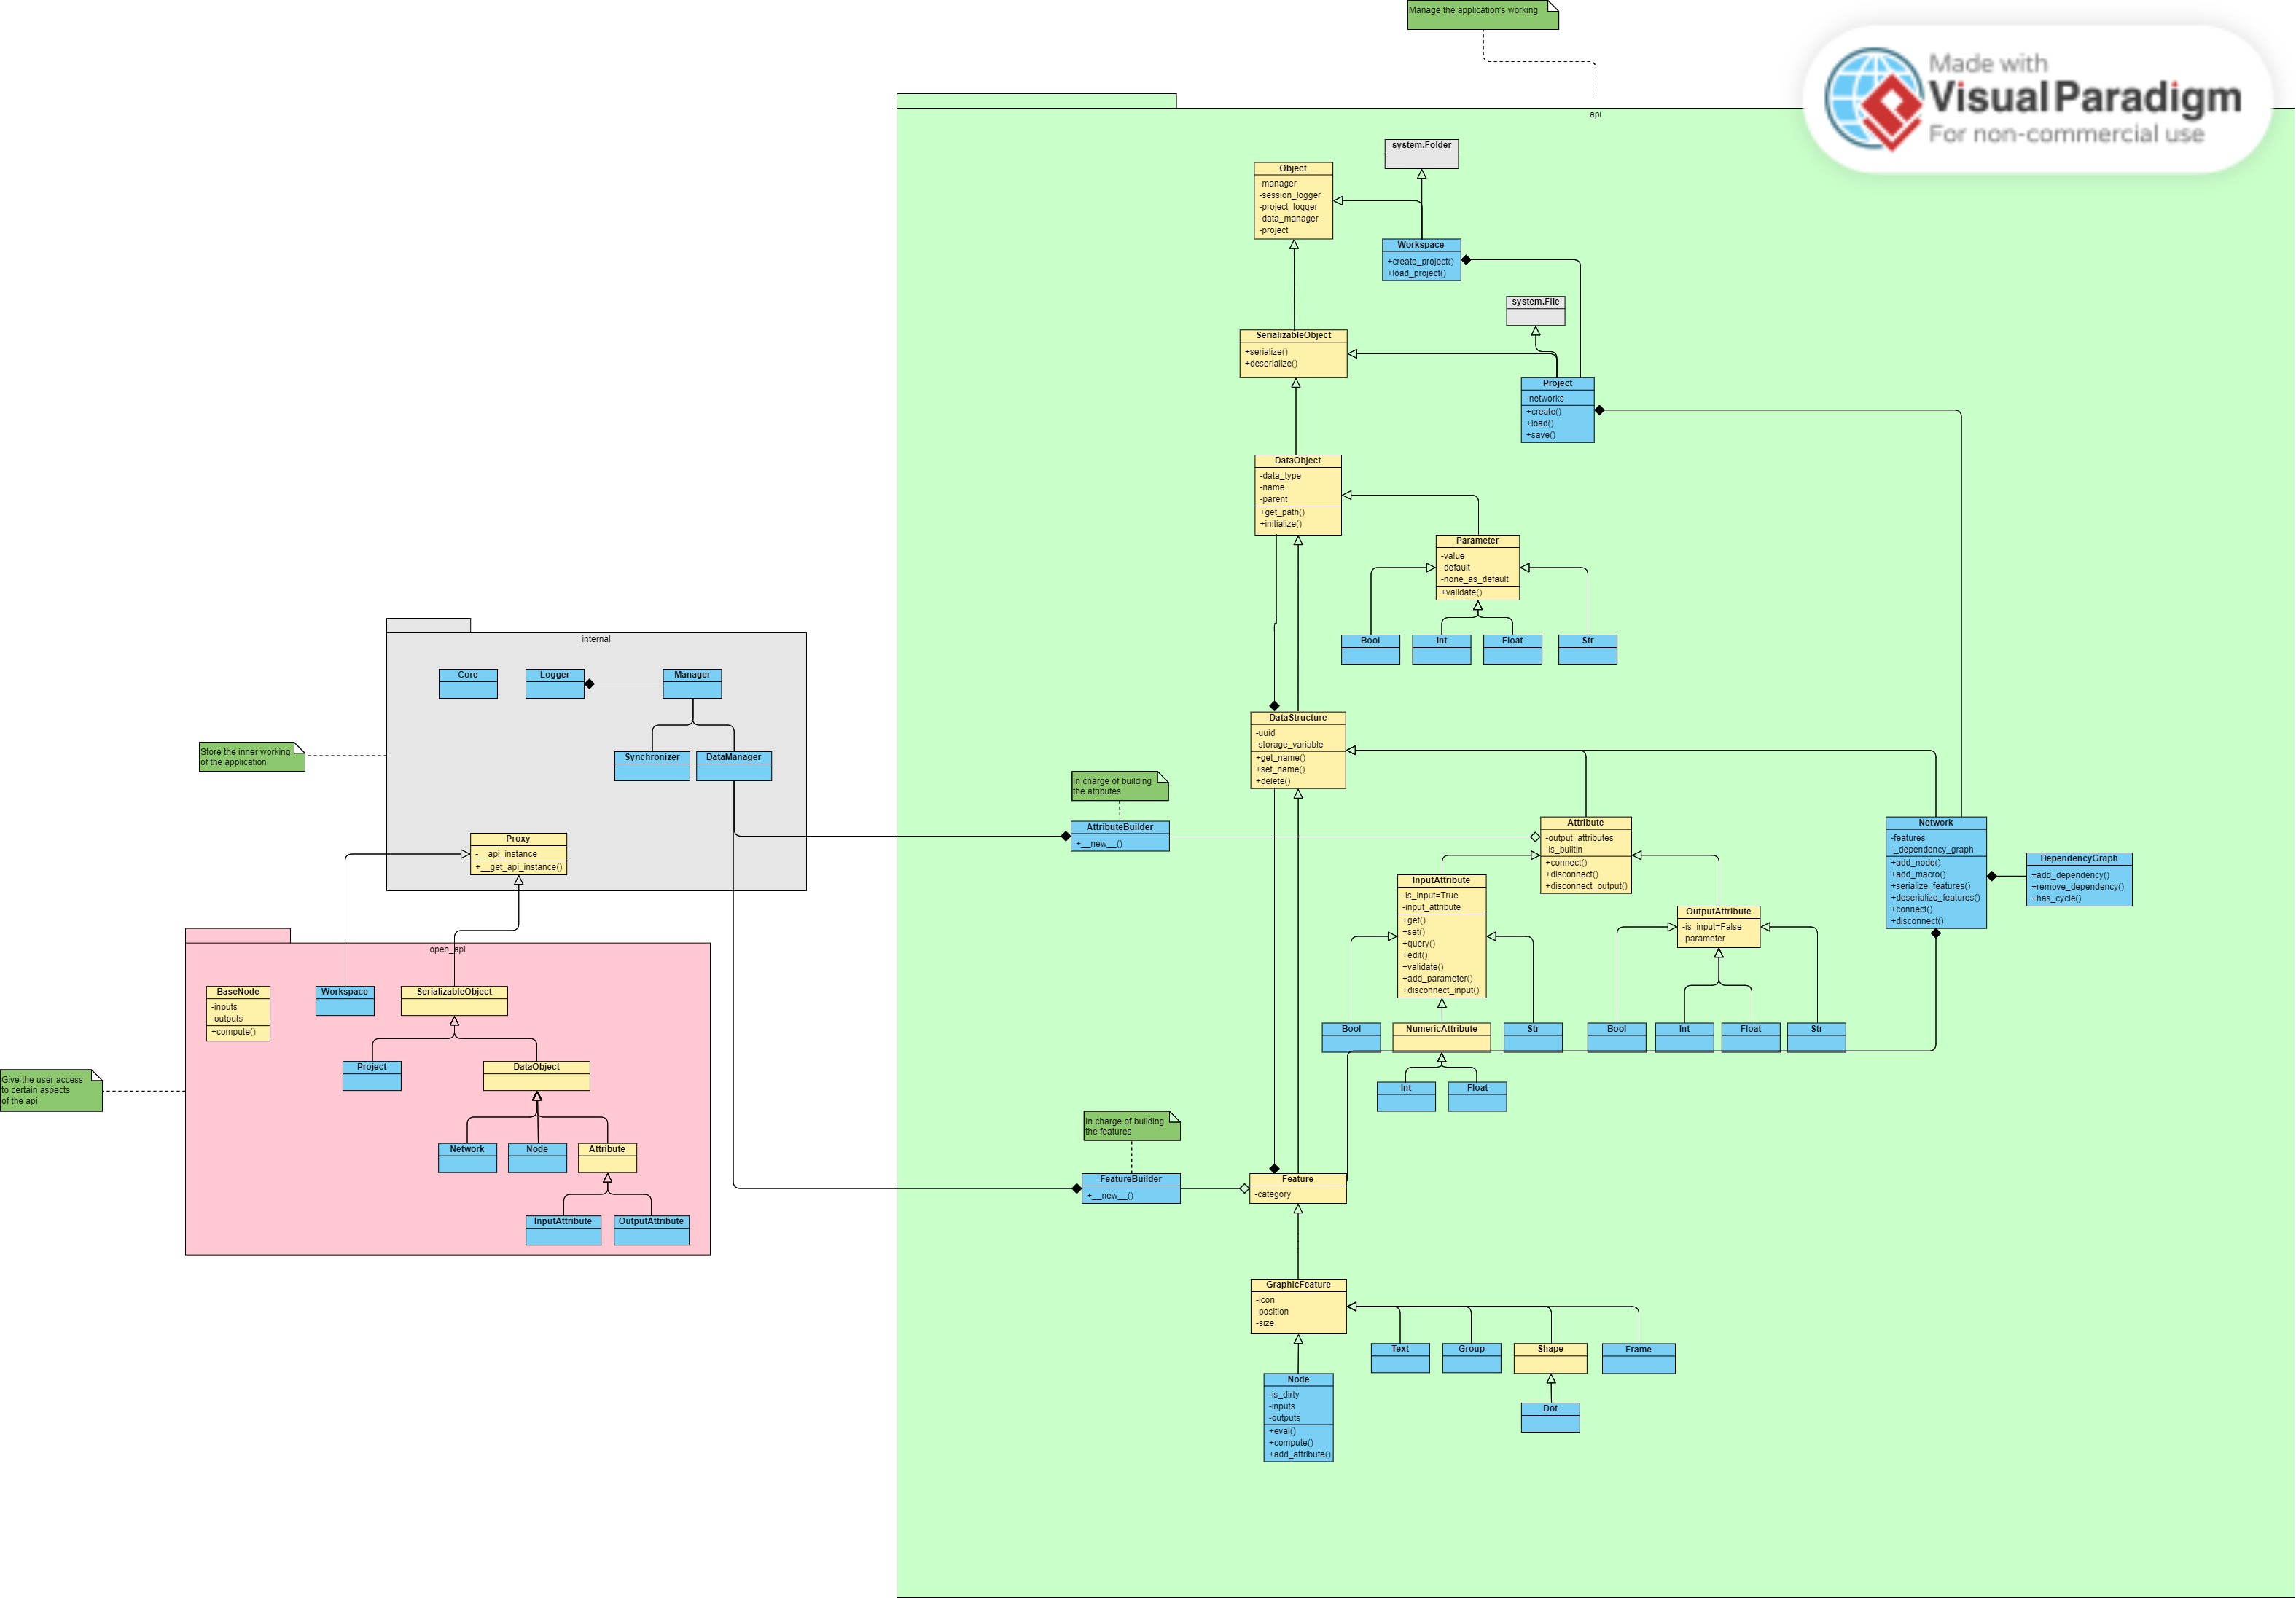 Manage the application's working
Made with
Visual Paradigm
For non-commercial use
api
system.Folder
Object
-manager
-session_logger
-project_logger
-data_manager
-project
Workspace
+create_project()
+load_project()
system.File
SerializableObject
+serialize()
+deserialize()
Project
-networks
+create()
+load()
+save()
DataObject
-data_type
-name
-parent
+get_path()
+initialize()
Parameter
-value
-default
-none_as_default
+validate()
Bool
Int
Float
Str
internal
Core
Logger
Manager
Synchronizer
DataManager
Store the inner working
of the application
Proxy
-__api_instance
+__get_api_instance()
DataStructure
-uuid
-storage_variable
+get_name()
+set_name()
+delete()
In charge of building
the atributes
AttributeBuilder
+__new__()
Attribute
-output_attributes
-is_builtin
+connect()
+disconnect()
+disconnect_output()
Network
-features
-_dependency_graph
+add_node()
+add_macro()
+serialize_features()
+deserialize_features()
+connect()
+disconnect()
DependencyGraph
+add_dependency()
+remove_dependency()
+has_cycle()
InputAttribute
-is_input=True
-input_attribute
+get()
+set()
+query()
+edit()
+validate()
+add_parameter()
+disconnect_input()
OutputAttribute
-is_input=False
-parameter
Bool
NumericAttribute
Str
Bool
Int
Float
Str
Int
Float
open_api
BaseNode
-inputs
-outputs
+compute()
Workspace
SerializableObject
Project
DataObject
Give the user access
to certain aspects
of the api
Network
Node
Attribute
InputAttribute
OutputAttribute
In charge of building
the features
FeatureBuilder
+__new__()
Feature
-category
GraphicFeature
-icon
-position
-size
Text
Group
Shape
Frame
Node
-is_dirty
-inputs
-outputs
+eval()
+compute()
+add_attribute()
Dot